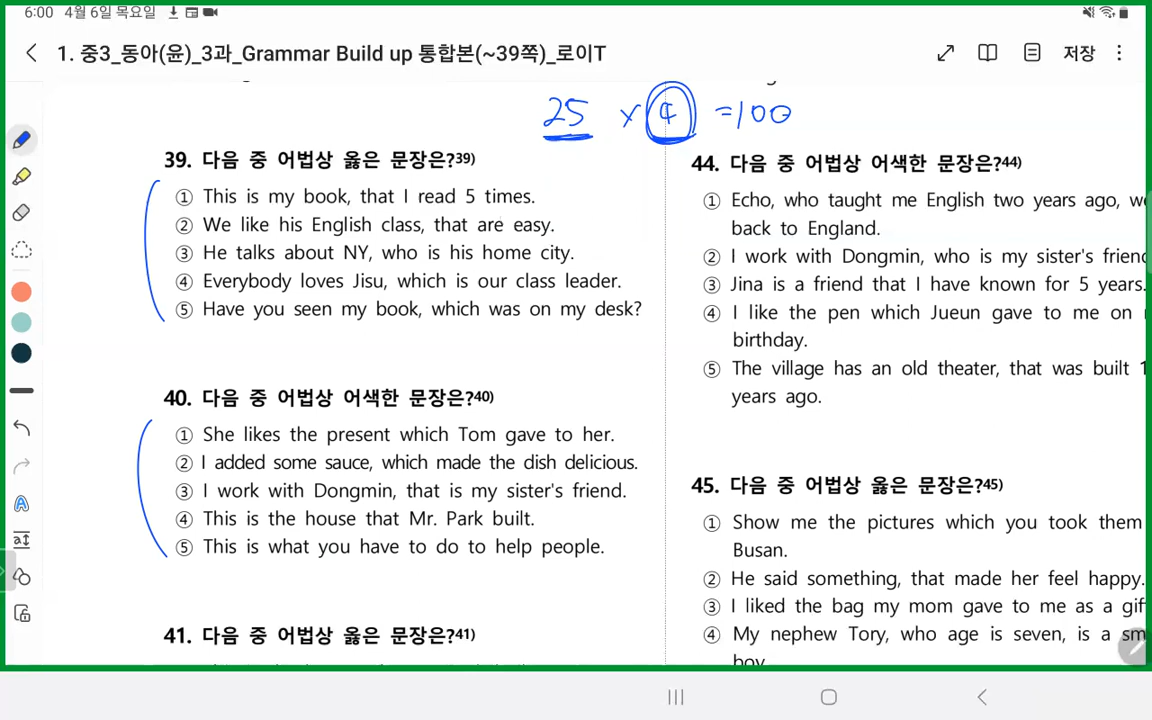 6:00 4월 6일 목요일
1. 중3_동아(윤)_3과_Grammar Build up 통합본(~39쪽)_로이T
저장
25 × 4 =100
39. 다음 중 어법상 옳은 문장은?39)
① This is my book, that I read 5 times.
② We like his English class, that are easy.
③ He talks about NY, who is his home city.
④ Everybody loves Jisu, which is our class leader.
⑤ Have you seen my book, which was on my desk?
40. 다음 중 어법상 어색한 문장은?40)
① She likes the present which Tom gave to her.
② I added some sauce, which made the dish delicious.
③ I work with Dongmin, that is my sister's friend.
④ This is the house that Mr. Park built.
⑤ This is what you have to do to help people.
41. 다음 중 어법상 옳은 문장은?41)
44. 다음 중 어법상 어색한 문장은?44)
① Echo, who taught me English two years ago,
back to England.
② I work with Dongmin, who is my sister's
③ Jina is a friend that I have known for 5 years.
④ I like the pen which Jueun gave to me on
birthday.
⑤ The village has an old theater, that was built
years ago.
45. 다음 중 어법상 옳은 문장은?45)
① Show me the pictures which you took them
Busan.
② He said something, that made her feel happy.
③ I liked the bag my mom gave to me as a
④ My nephew Tory, who age is seven, is a
boy